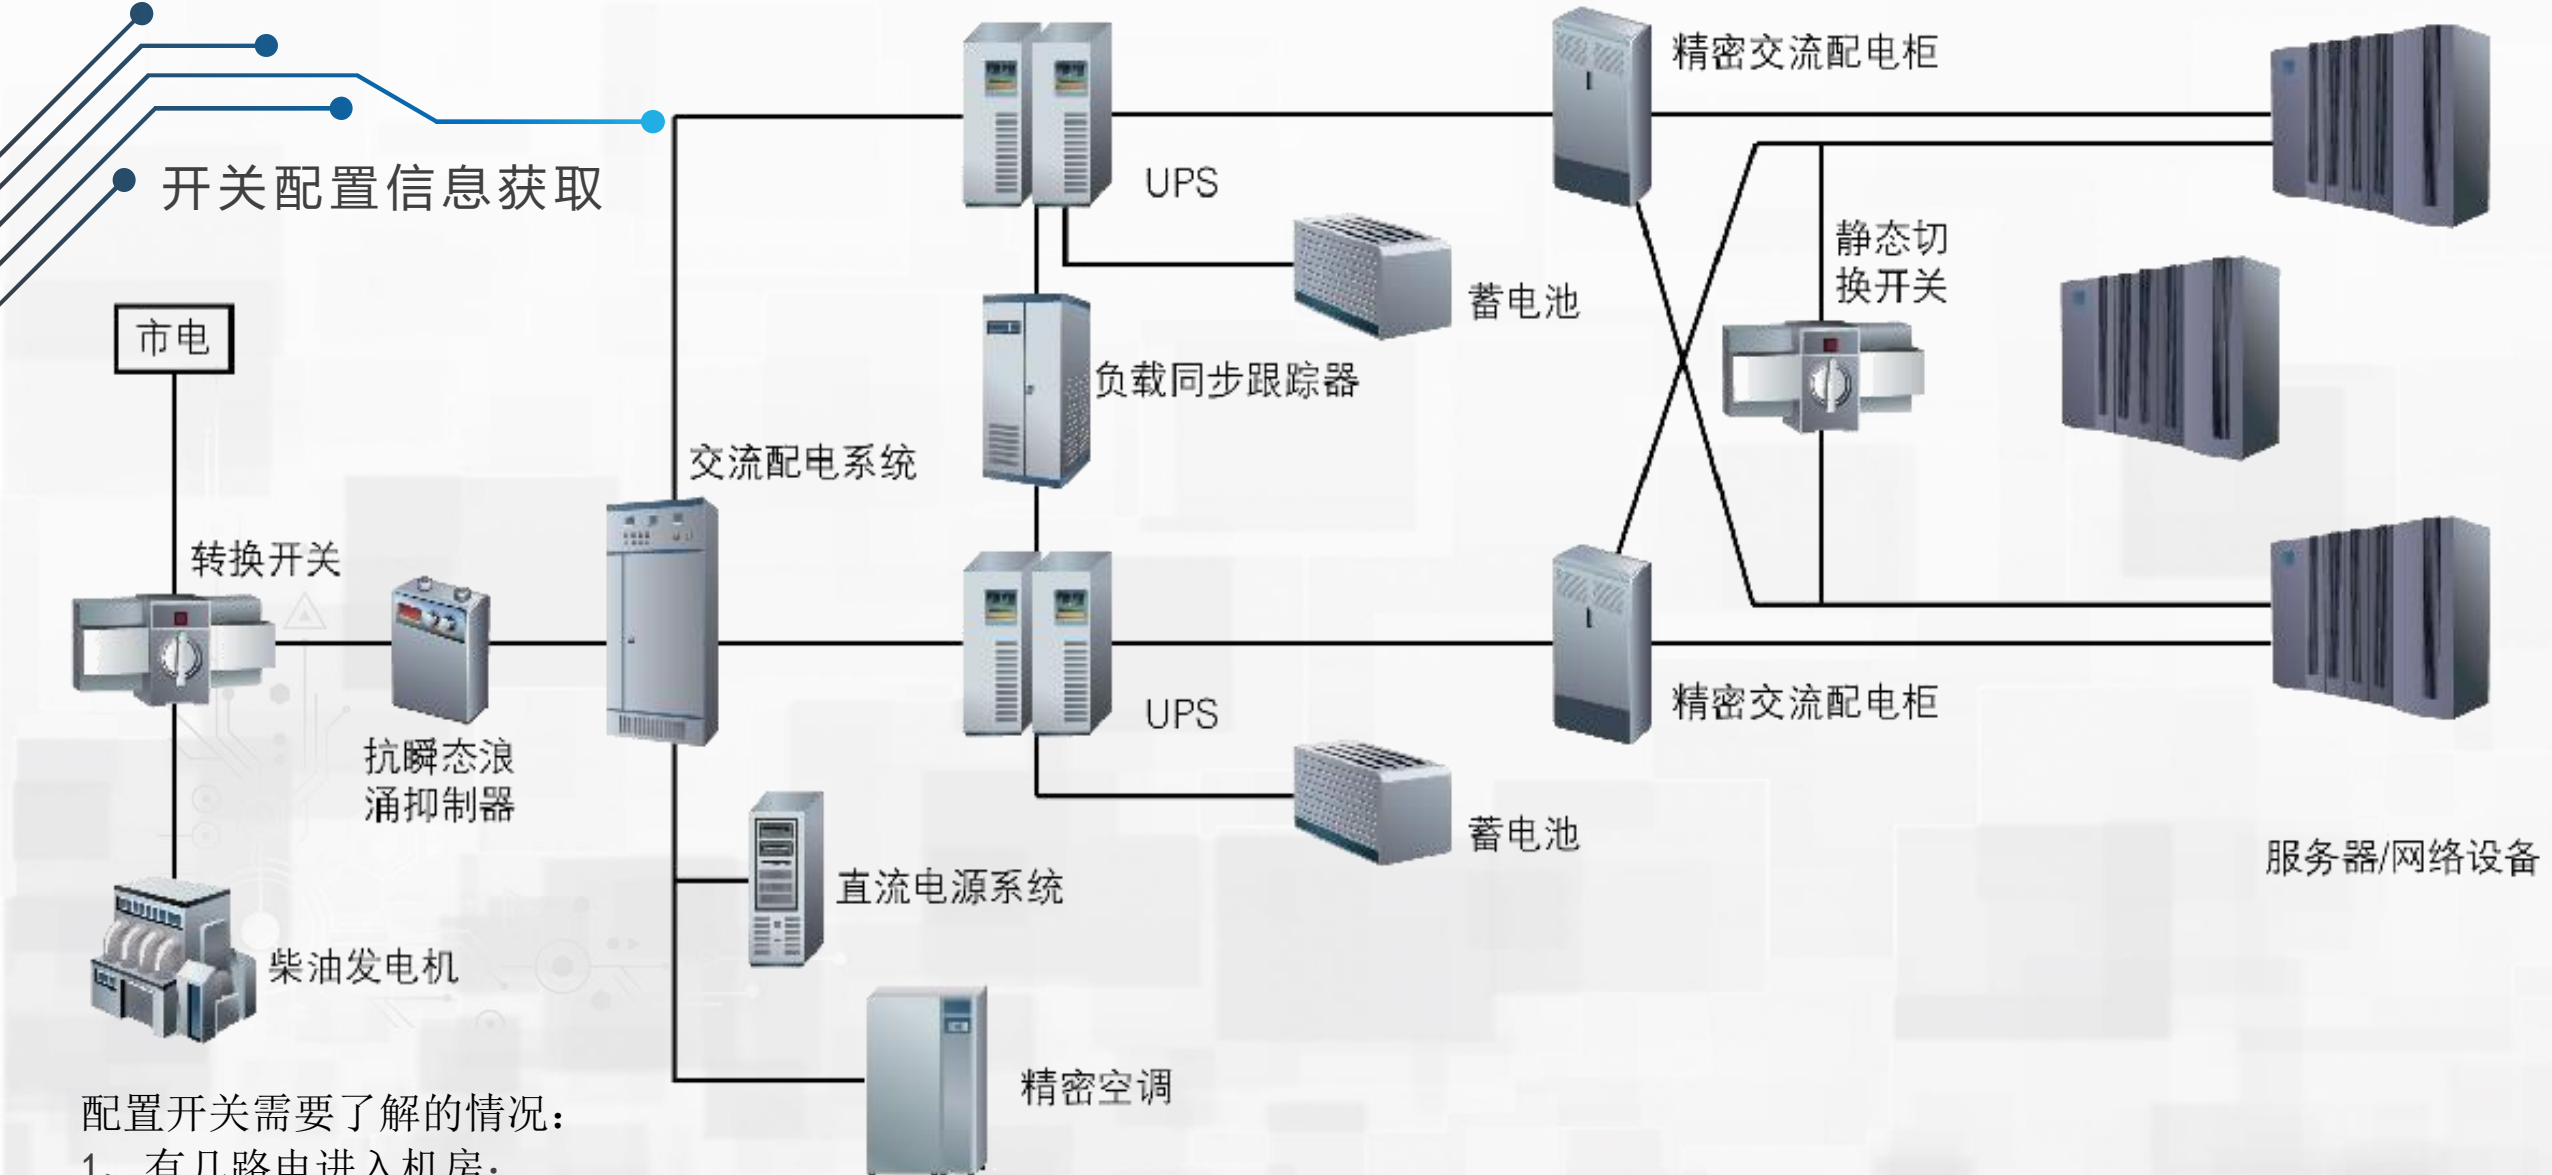 开关配置信息获取
精密交流配电柜
UPS
静态切
换开关
蓄电池
市电
负载同步跟踪器
交流配电系统
转换开关
精密交流配电柜
UPS
抗瞬态浪
涌抑制器
蓄电池
服务器/网络设备
直流电源系统
柴油发电机
精密空调
配置开关需要了解的情况：
1、有几路电进入机房；